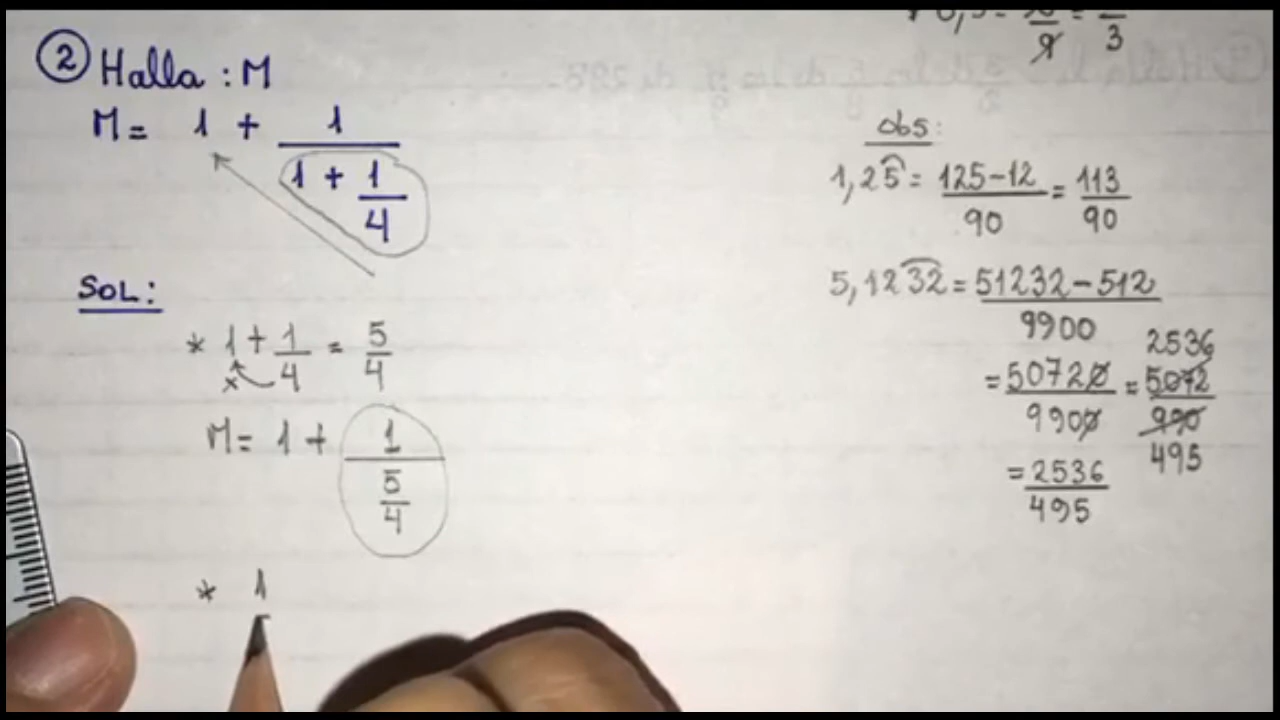 2 Halla : M
M = 1 + 1/(1 + 1/4)
SOL:
* 1 + 1/4 = 5/4
×
M = 1 + 1/(5/4)
* 1
9
3
obs:
1,25 = (125-12)/90 = 113/90
5,1232 = (51232-512)/9900
= 50720/9900 = 5072/990
2536
495
= 2536/495